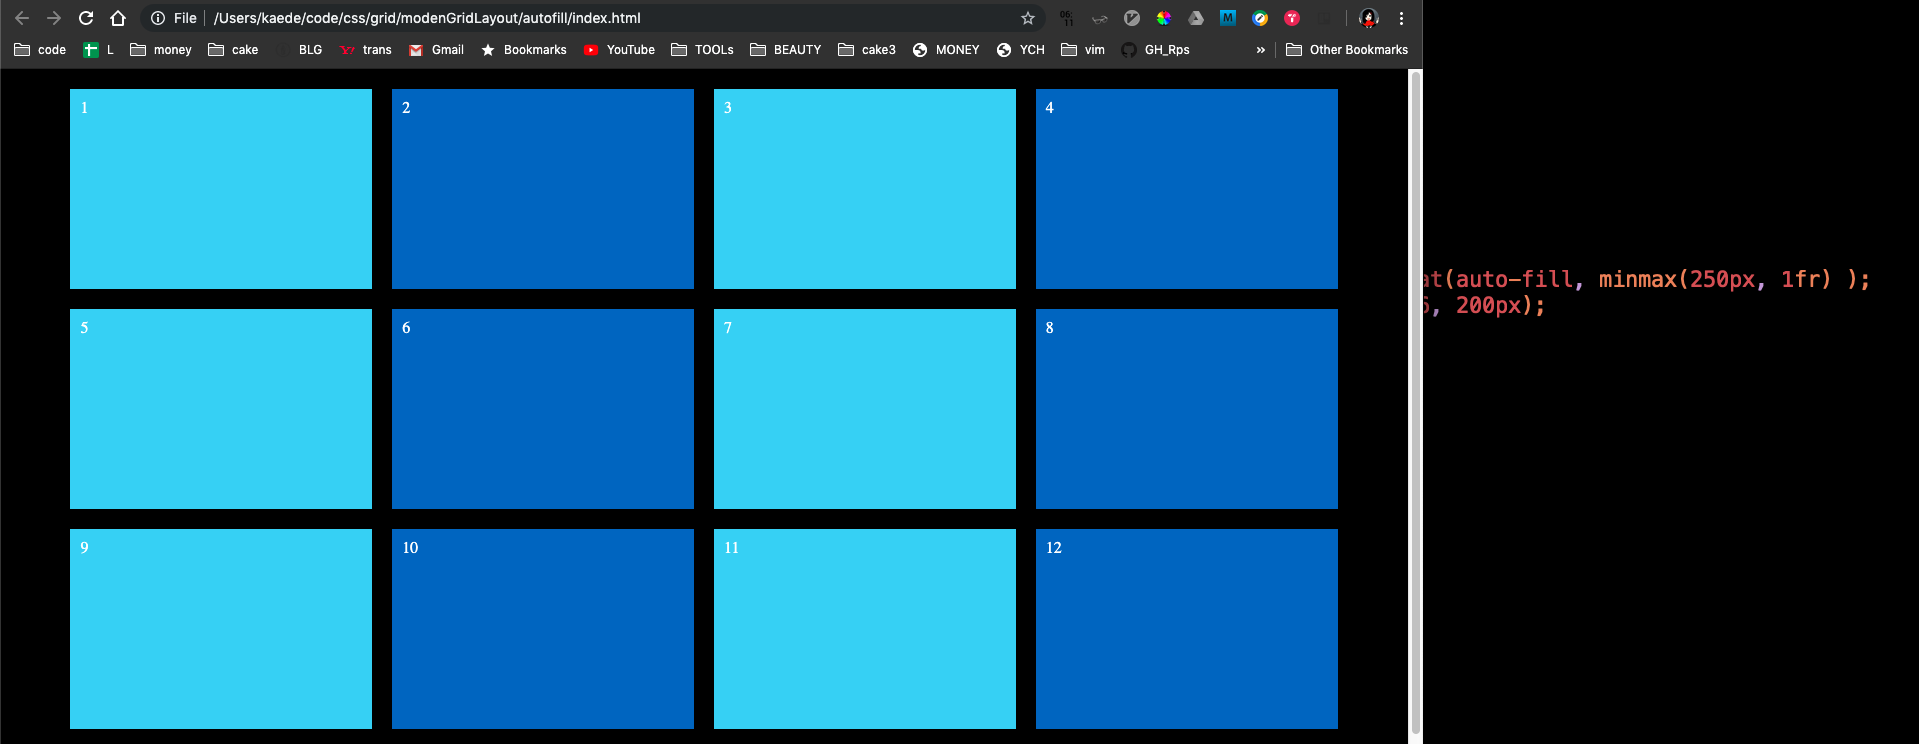 File /Users/kaede/code/css/grid/modenGridLayout/autofill/index.html 06: 11 M
code L money cake BLG trans Gmail Bookmarks YouTube TOOLs BEAUTY cake3 MONEY YCH vim GH_Rps » Other Bookmarks
1 2 3 4
at(auto-fill, minmax(250px, 1fr) );
, 200px);
5 6 7 8
9 10 11 12